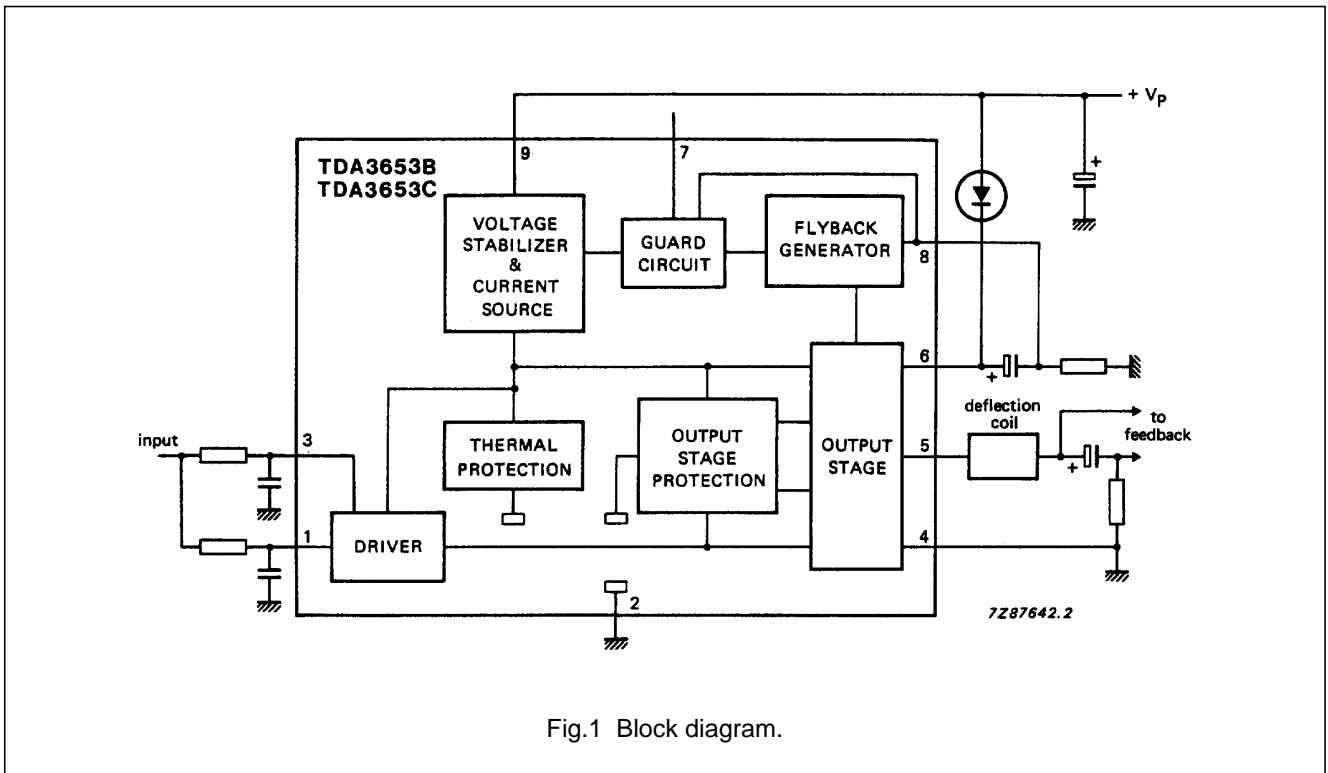 + VP
9
7
TDA3653B
TDA3653C
VOLTAGE
STABILIZER
&
CURRENT
SOURCE
GUARD
CIRCUIT
FLYBACK
GENERATOR
8
+
6
+
deflection
coil
to
feedback
input
3
THERMAL
PROTECTION
OUTPUT
STAGE
PROTECTION
OUTPUT
STAGE
5
+
1
DRIVER
4
2
7Z87642.2
Fig.1 Block diagram.